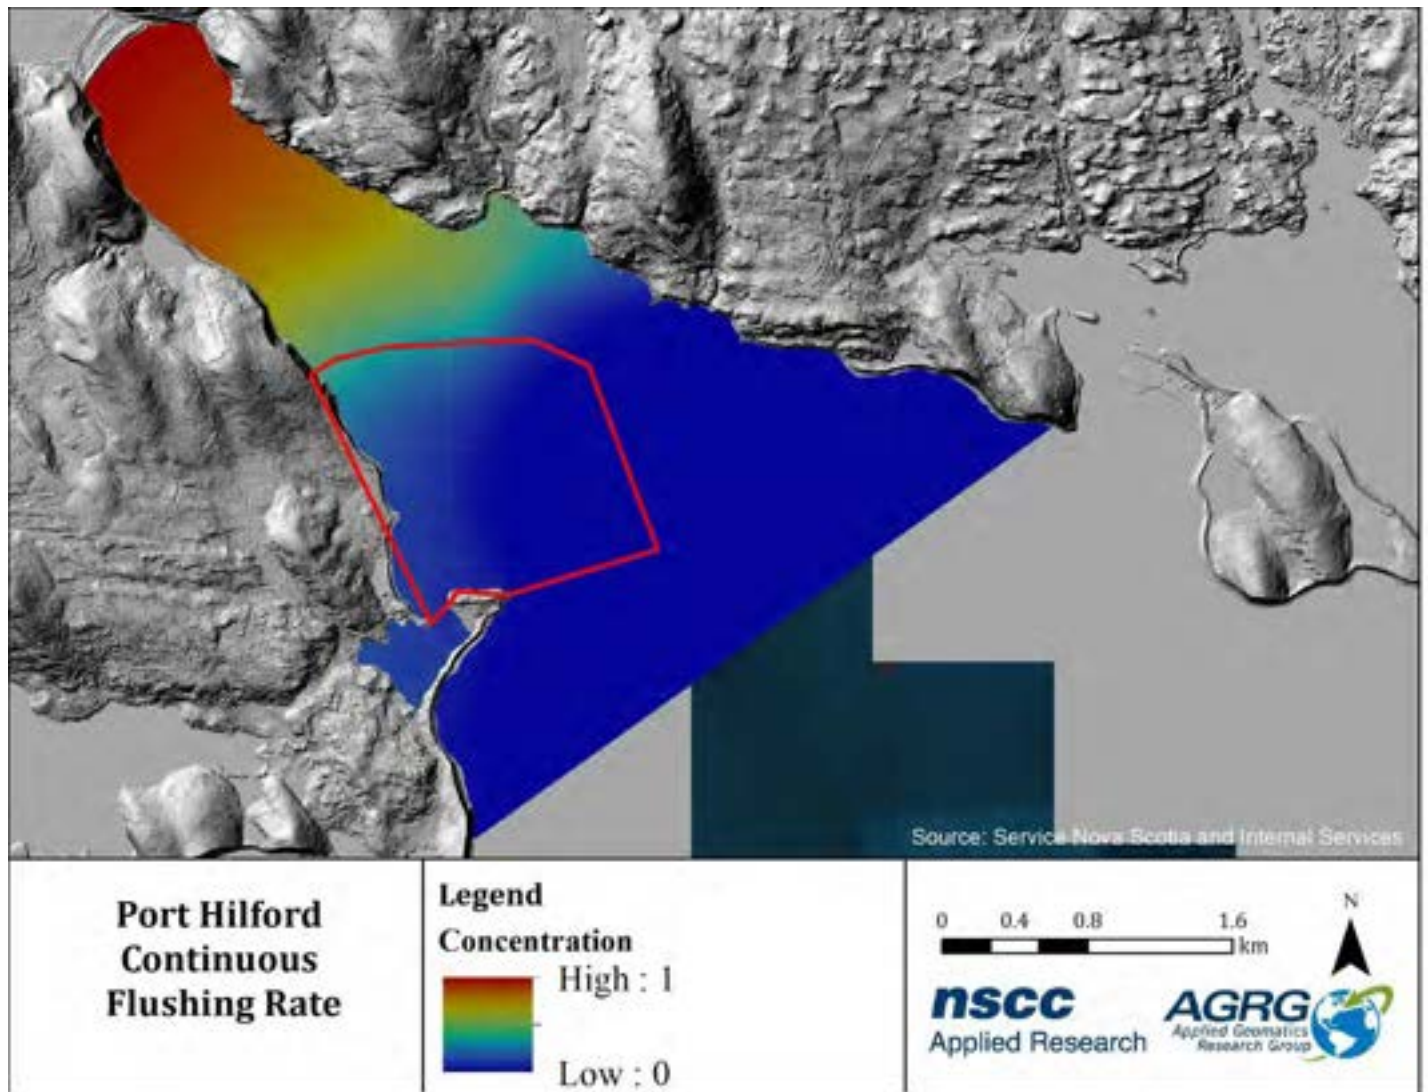 Source: Service Nova Scotia and Internal Services
Port Hilford
Continuous
Flushing Rate
Legend
Concentration
High : 1
Low : 0
0 0.4 0.8 1.6
km
N
nscc
Applied Research
AGRG
Applied Geomatics
Research Group